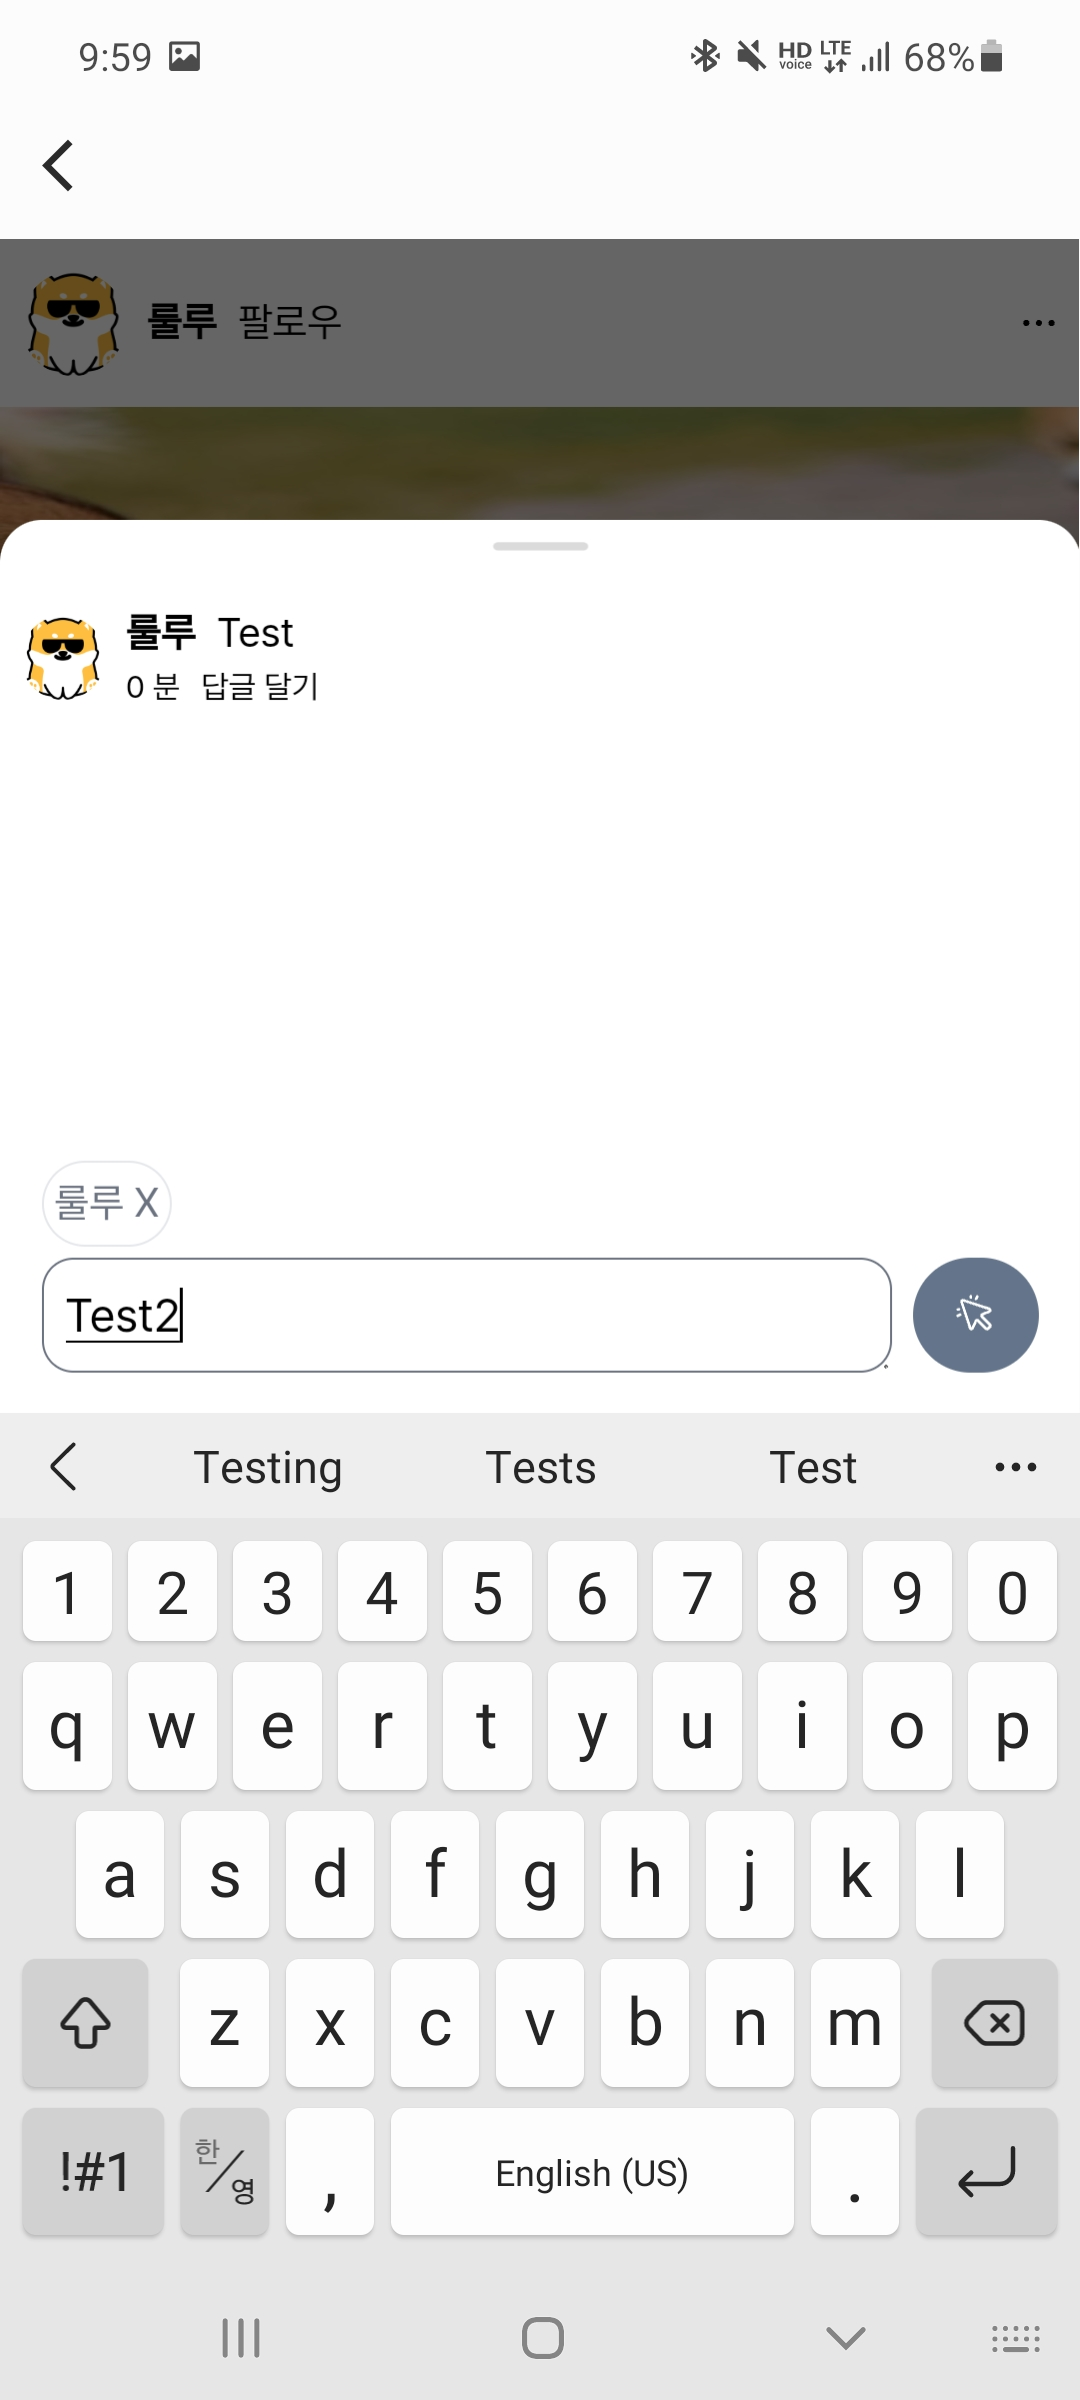 9:59 HD voice LTE 68%
룰루 팔로우
룰루 Test
0 분 답글 달기
룰루 X
Test2
Testing Tests Test
1 2 3 4 5 6 7 8 9 0
q w e r t y u i o p
a s d f g h j k l
z x c v b n m
!#1 한/영 , English (US) .